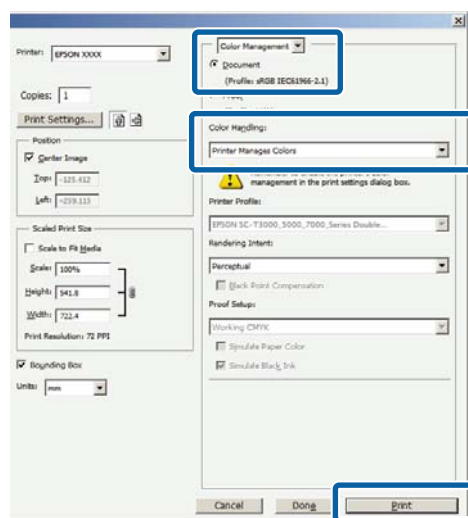 Printer: EPSON XXXX
Copies: 1
Print Settings...
Position
Center Image
Top: -125.412
Left: -259.115
Scaled Print Size
Scale to Fit Media
Scale: 100%
Height: 541.8
Width: 722.4
Print Resolution: 72 PPI
Bounding Box
Units: mm
Color Management
Document
(Profile: sRGB IEC61966-2.1)
Color Handling:
Printer Manages Colors
management in the print settings dialog box.
Printer Profile:
EPSON SC-T3000_5000_7000_Series Double...
Rendering Intent:
Perceptual
Black Point Compensation
Proof Setup:
Working CMYK
Simulate Paper Color
Simulate Black Ink
Cancel
Done
Print